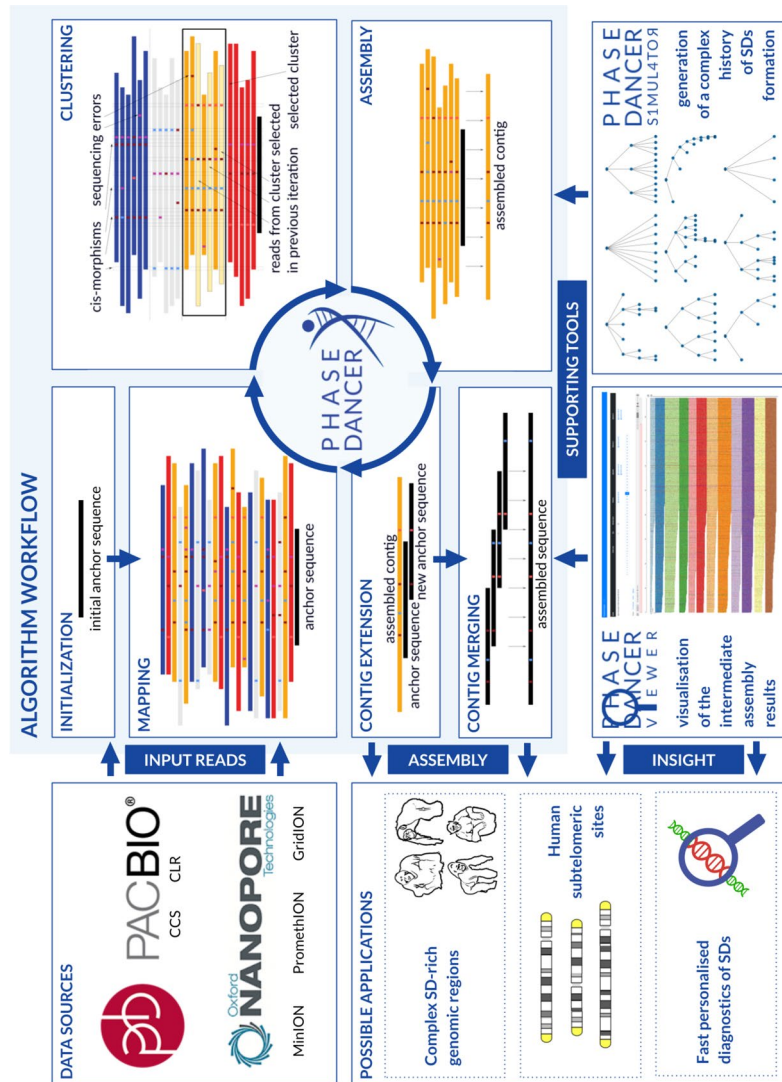 DATA SOURCES
pb
PACBIO®
CCS CLR
Oxford
NANOPORE
Technologies
MinION PromethION GridION
INPUT READS
ALGORITHM WORKFLOW
INITIALIZATION
initial anchor sequence
MAPPING
anchor sequence
CLUSTERING
cis-morphisms
sequencing errors
reads from cluster selected
in previous iteration
selected cluster
PHASE
DANCER
ASSEMBLY
assembled contig
CONTIG EXTENSION
assembled contig
anchor sequence
new anchor sequence
CONTIG MERGING
assembled sequence
POSSIBLE APPLICATIONS
Complex SD-rich
genomic regions
Human
subtelomeric
sites
Fast personalised
diagnostics of SDs
ASSEMBLY
INSIGHT
SUPPORTING TOOLS
PHASE
DANCER
VIEWER
visualisation
of the
intermediate
assembly
results
PHASE
DANCER
S1MUL4TOR
generation
of a complex
history
of SDs
formation